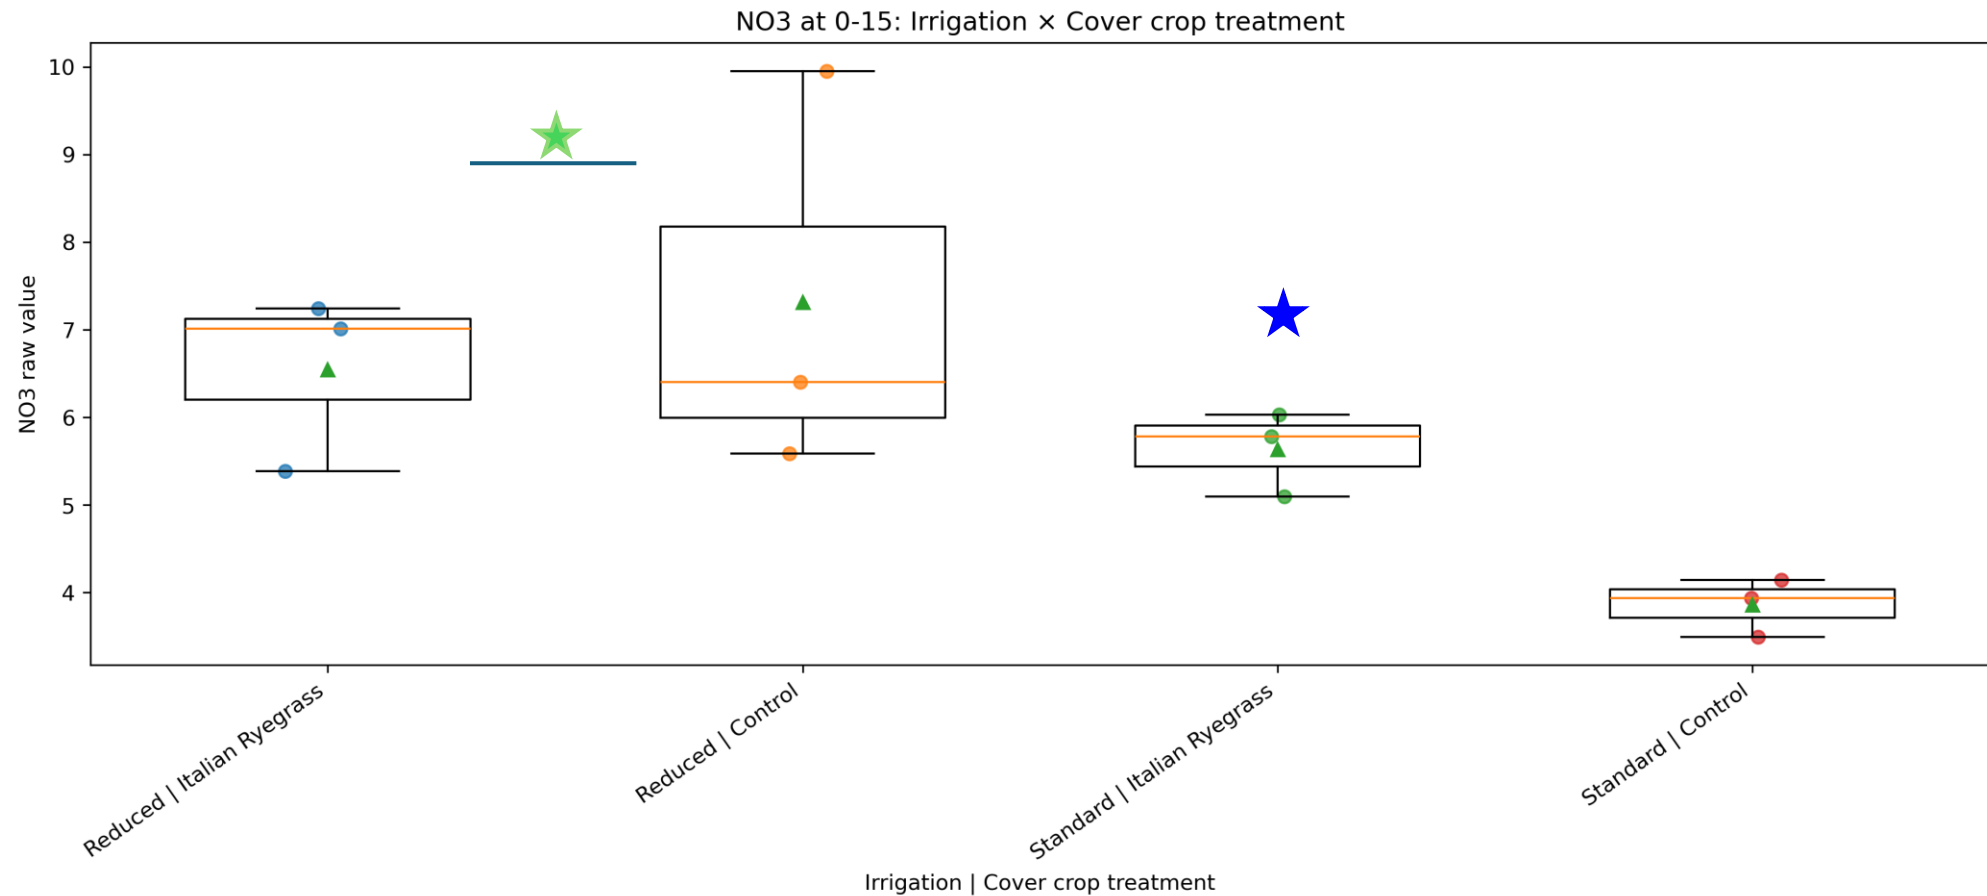 NO3 at 0-15: Irrigation × Cover crop treatment
NO3 raw value
10
9
8
7
6
5
4
Reduced | Italian Ryegrass
Reduced | Control
Standard | Italian Ryegrass
Standard | Control
Irrigation | Cover crop treatment